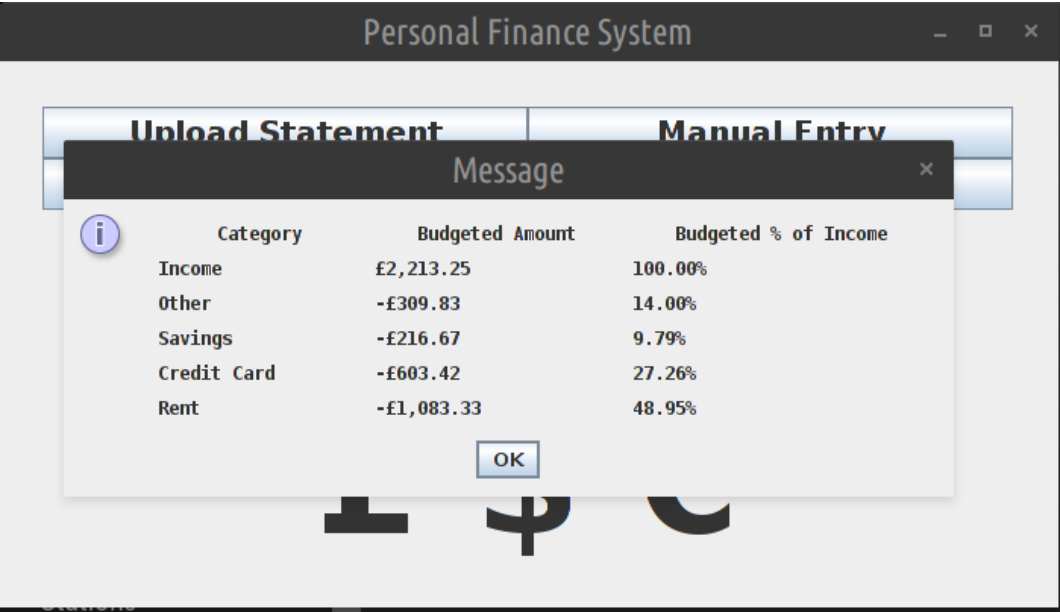 Personal Finance System
Upload Statement Manual Entry
Message
i
Category Budgeted Amount Budgeted % of Income
Income £2,213.25 100.00%
Other -£309.83 14.00%
Savings -£216.67 9.79%
Credit Card -£603.42 27.26%
Rent -£1,083.33 48.95%
OK
£ $ €